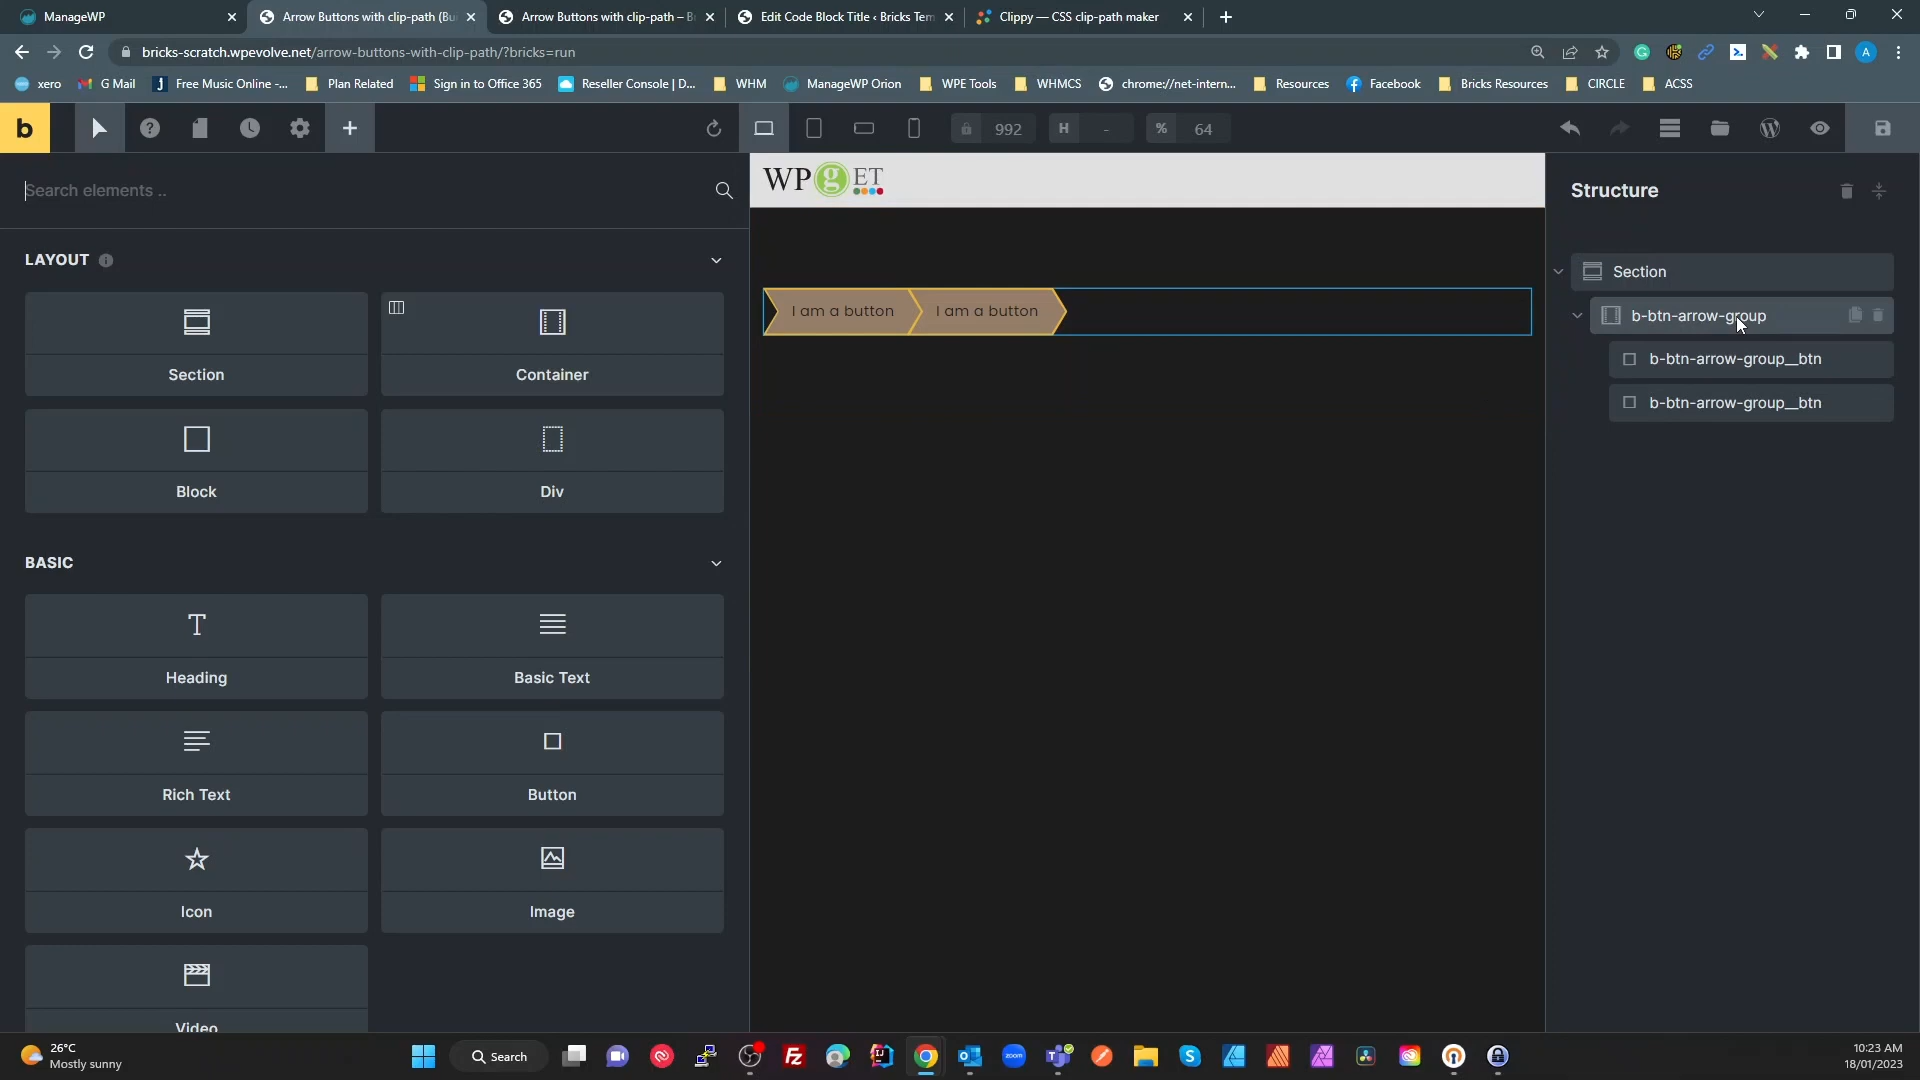 ManageWP
Arrow Buttons with clip-path (Bu
Arrow Buttons with clip-path – B
Edit Code Block Title ‹ Bricks Tem
Clippy — CSS clip-path maker
bricks-scratch.wpevolve.net/arrow-buttons-with-clip-path/?bricks=run
A
xero
G Mail
Free Music Online -...
Plan Related
Sign in to Office 365
Reseller Console | D...
WHM
ManageWP Orion
WPE Tools
WHMCS
chrome://net-intern...
Resources
Facebook
Bricks Resources
CIRCLE
ACSS
b
992
H
-
%
64
Search elements ..
WPgET
Structure
LAYOUT
Section
I am a button
I am a button
b-btn-arrow-group
b-btn-arrow-group__btn
b-btn-arrow-group__btn
Section
Container
Block
Div
BASIC
Heading
Basic Text
Rich Text
Button
Icon
Image
Video
26°C
Mostly sunny
Search
10:23 AM
18/01/2023